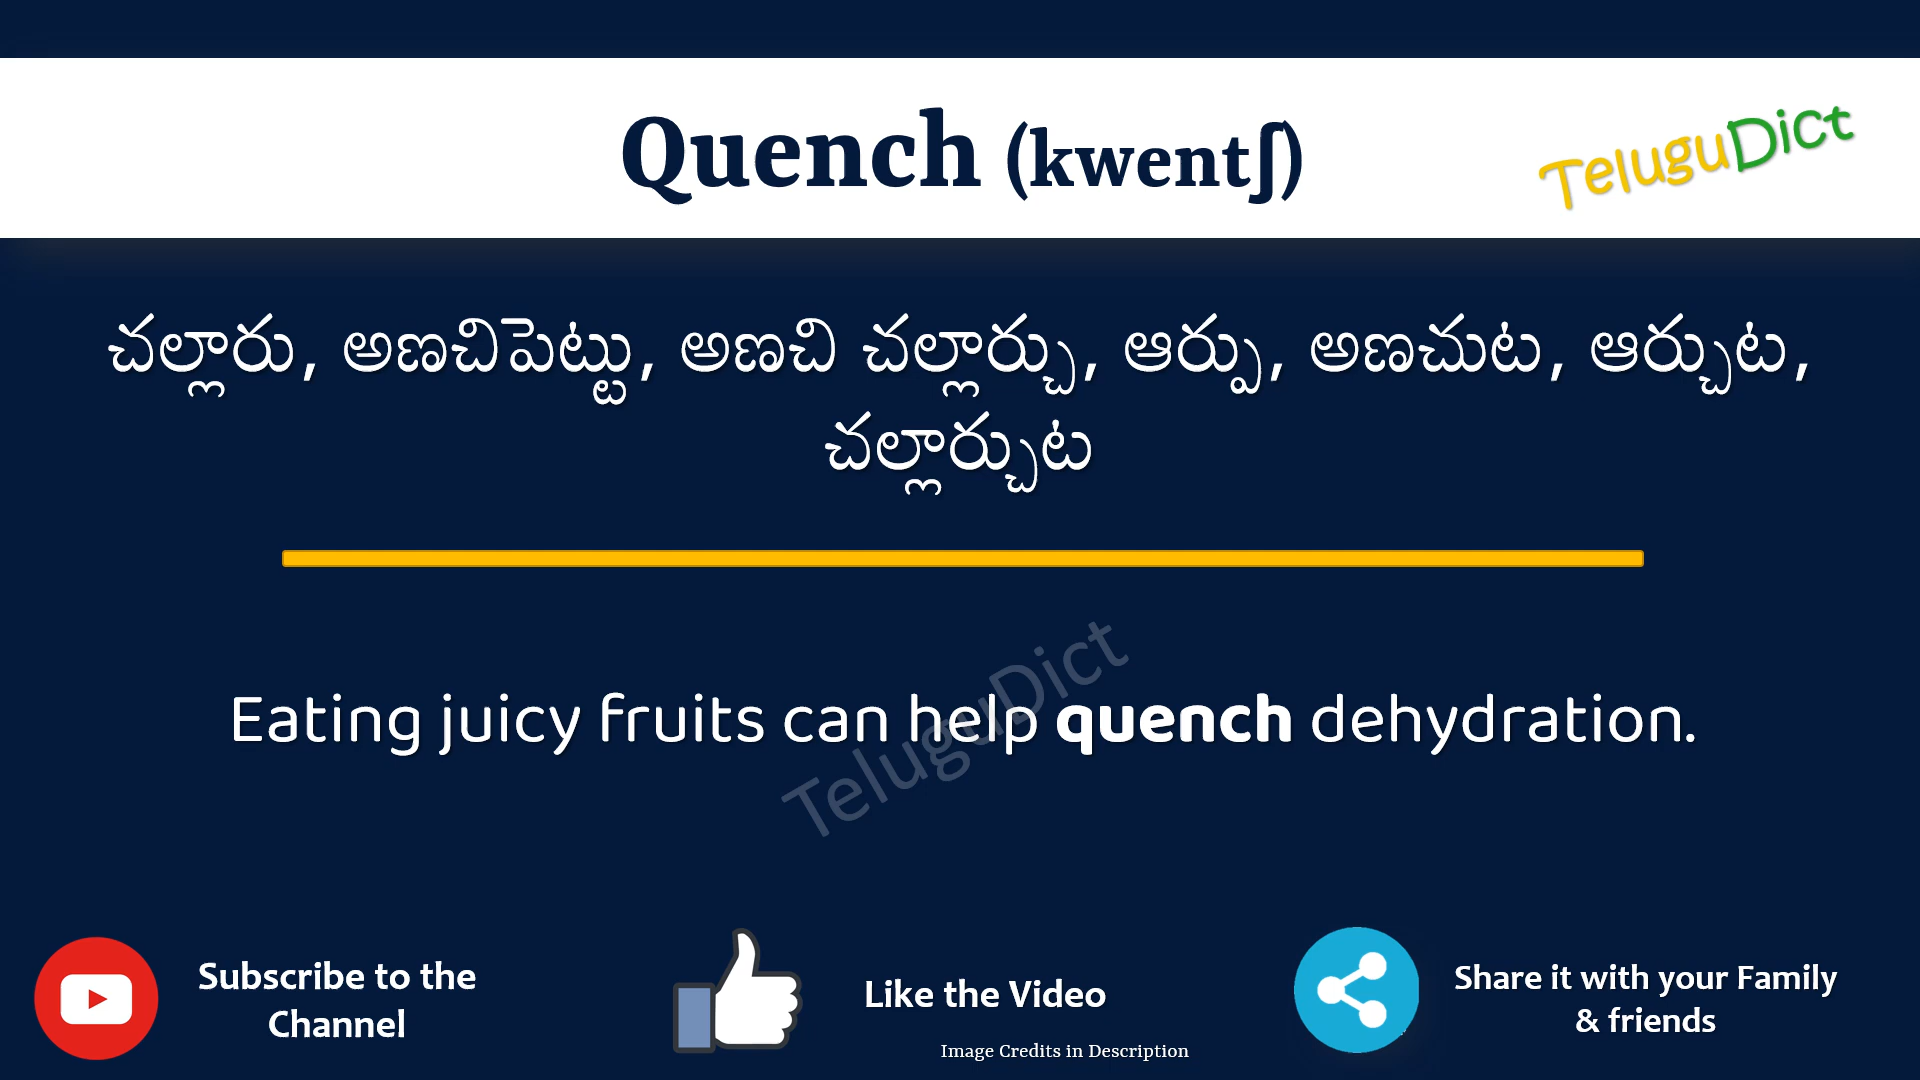 Quench (kwentʃ)
TeluguDict
చల్లారు, అణచిపెట్టు, అణచి చల్లార్చు, ఆర్పు, అణచుట, ఆర్చుట,
చల్లార్చుట
Eating juicy fruits can help quench dehydration.
TeluguDict
Subscribe to the
Channel
Like the Video
Share it with your Family
& friends
Image Credits in Description